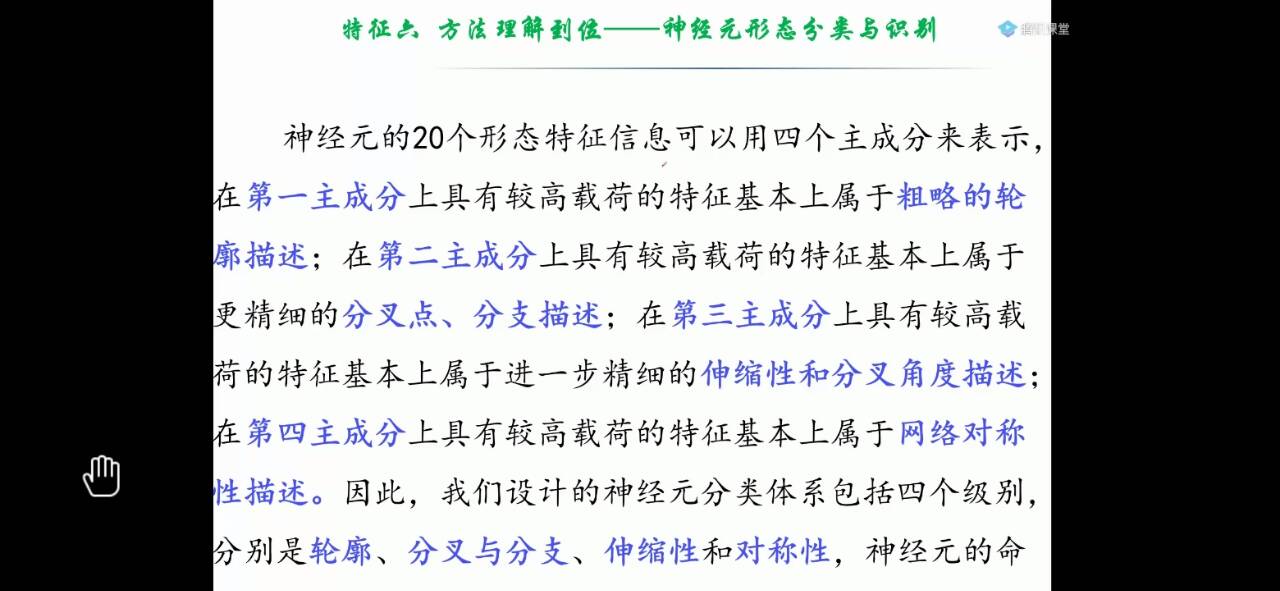 特征六 方法理解到位——神经元形态分类与识别
腾讯课堂
神经元的20个形态特征信息可以用四个主成分来表示，
在第一主成分上具有较高载荷的特征基本上属于粗略的轮
廓描述；在第二主成分上具有较高载荷的特征基本上属于
更精细的分叉点、分支描述；在第三主成分上具有较高载
荷的特征基本上属于进一步精细的伸缩性和分叉角度描述；
在第四主成分上具有较高载荷的特征基本上属于网络对称
性描述。因此，我们设计的神经元分类体系包括四个级别，
分别是轮廓、分叉与分支、伸缩性和对称性，神经元的命